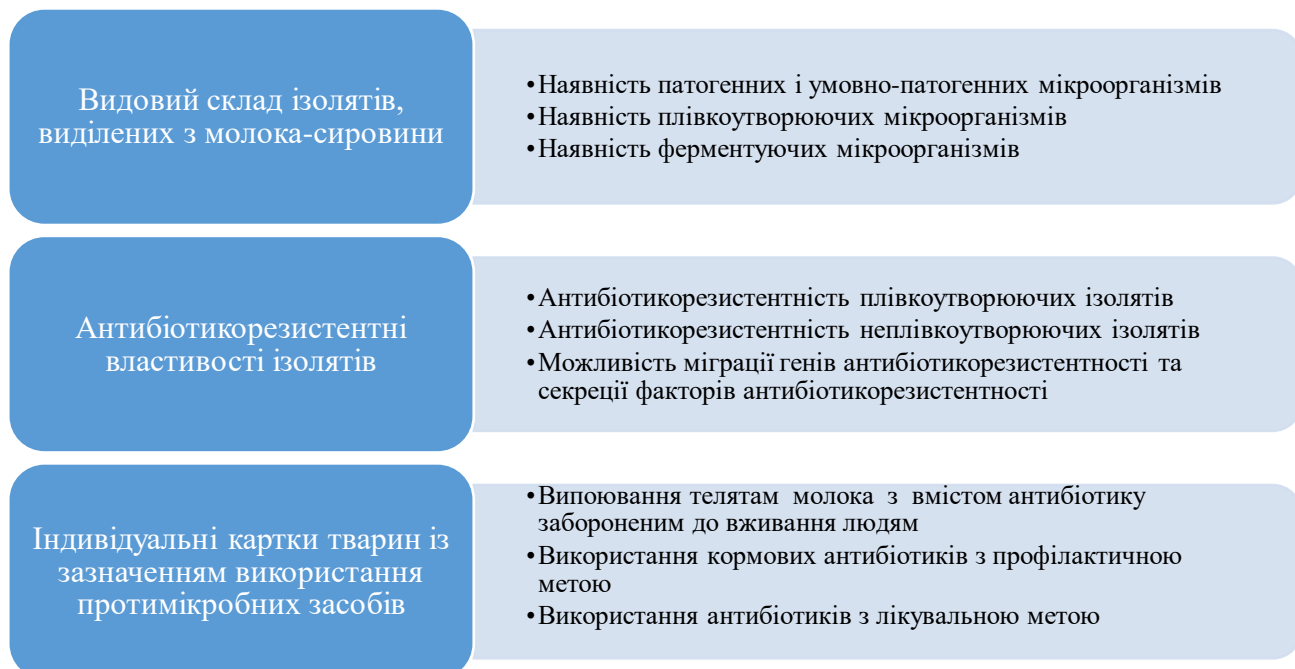 Видовий склад ізолятів,
виділених з молока-сировини
•Наявність патогенних і умовно-патогенних мікроорганізмів
•Наявність плівкоутворюючих мікроорганізмів
•Наявність ферментуючих мікроорганізмів
Антибіотикорезистентні
властивості ізолятів
•Антибіотикорезистентність плівкоутворюючих ізолятів
•Антибіотикорезистентність неплівкоутворюючих ізолятів
•Можливість міграції генів антибіотикорезистентності та
секреції факторів антибіотикорезистентності
Індивідуальні картки тварин із
зазначенням використання
протимікробних засобів
•Випоювання телятам молока з вмістом антибіотику
забороненим до вживання людям
•Використання кормових антибіотиків з профілактичною
метою
•Використання антибіотиків з лікувальною метою